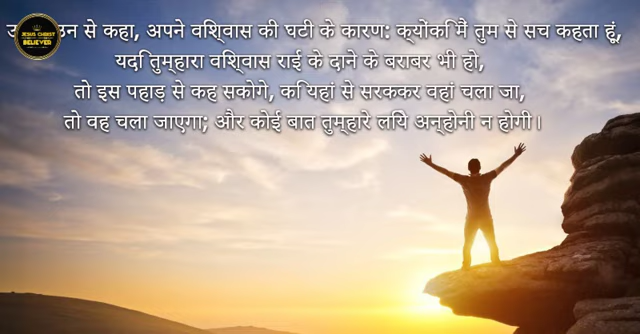 JESUS CHRIST
BELIEVER
उन से कहा, अपने विश्वास की घटी के कारण: क्योंकि मैं तुम से सच कहता हूं,
यदि तुम्हारा विश्वास राई के दाने के बराबर भी हो,
तो इस पहाड़ से कह सकोगे, कि यहां से सरककर वहां चला जा,
तो वह चला जाएगा; और कोई बात तुम्हारे लिये अन्होनी न होगी।